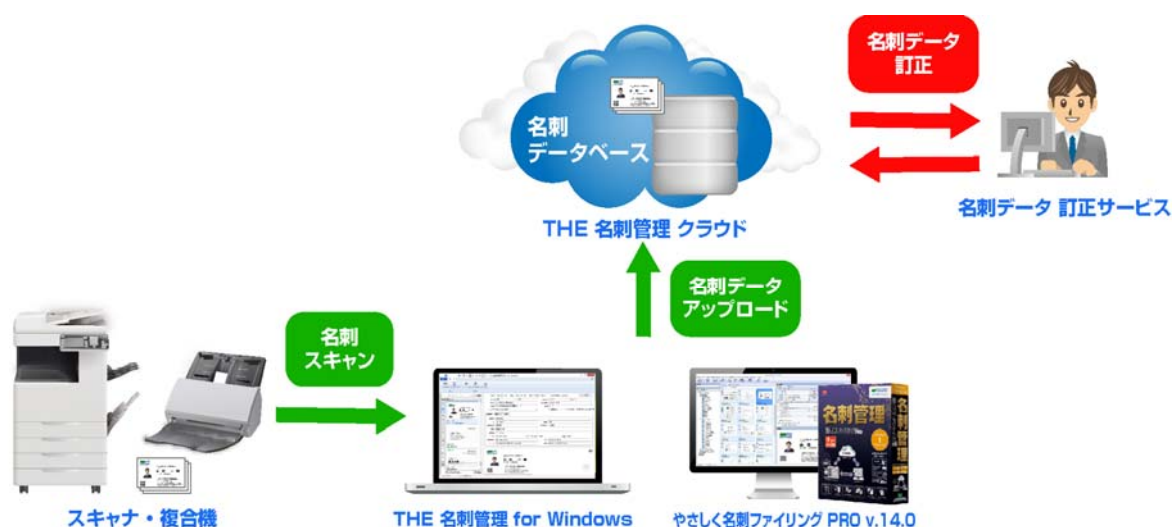 名刺データ
訂正
名刺
データベース
名刺データ 訂正サービス
THE 名刺管理 クラウド
名刺データ
アップロード
名刺
スキャン
名刺管理
スキャナ・複合機
THE 名刺管理 for Windows
やさしく名刺ファイリング PRO v.14.0